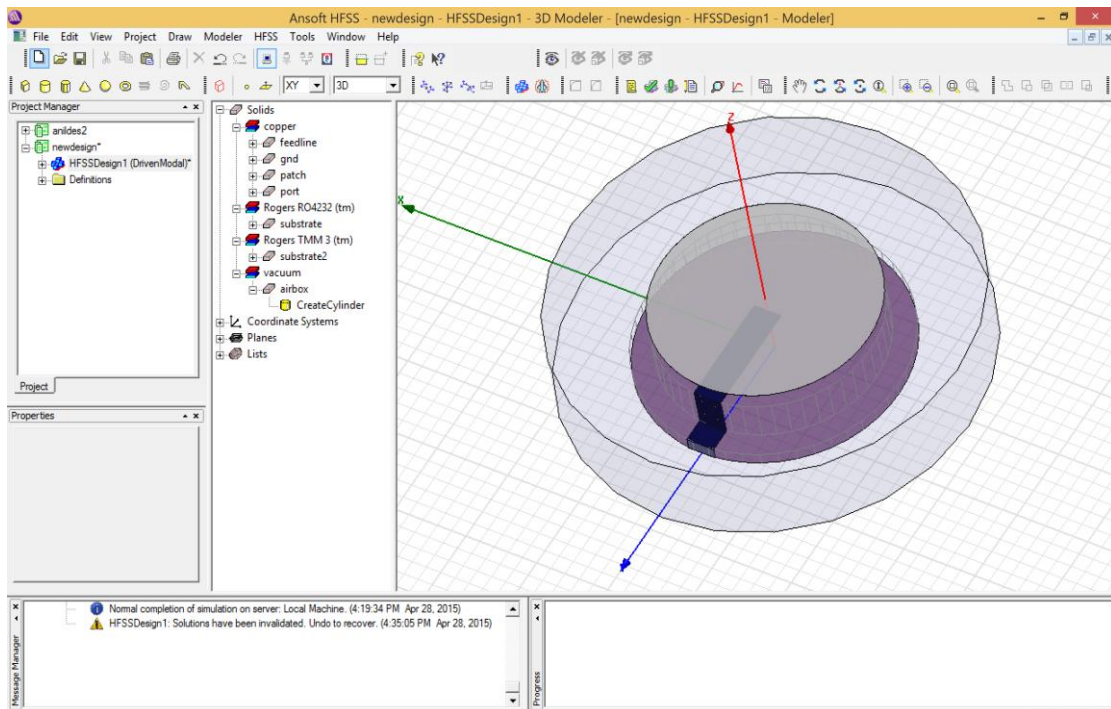 Ansoft HFSS - newdesign - HFSSDesign1 - 3D Modeler - [newdesign - HFSSDesign1 - Modeler]
File Edit View Project Draw Modeler HFSS Tools Window Help
XY 3D
Project Manager
anildes2
newdesign*
HFSSDesign1 (DrivenModal)*
Definitions
Project
Properties
Solids
copper
feedline
gnd
patch
port
Rogers RO4232 (tm)
substrate
Rogers TMM 3 (tm)
substrate2
vacuum
airbox
CreateCylinder
Coordinate Systems
Planes
Lists
Z
X
Message Manager
Normal completion of simulation on server: Local Machine. (4:19:34 PM Apr 28, 2015)
HFSSDesign1: Solutions have been invalidated. Undo to recover. (4:35:05 PM Apr 28, 2015)
Progress